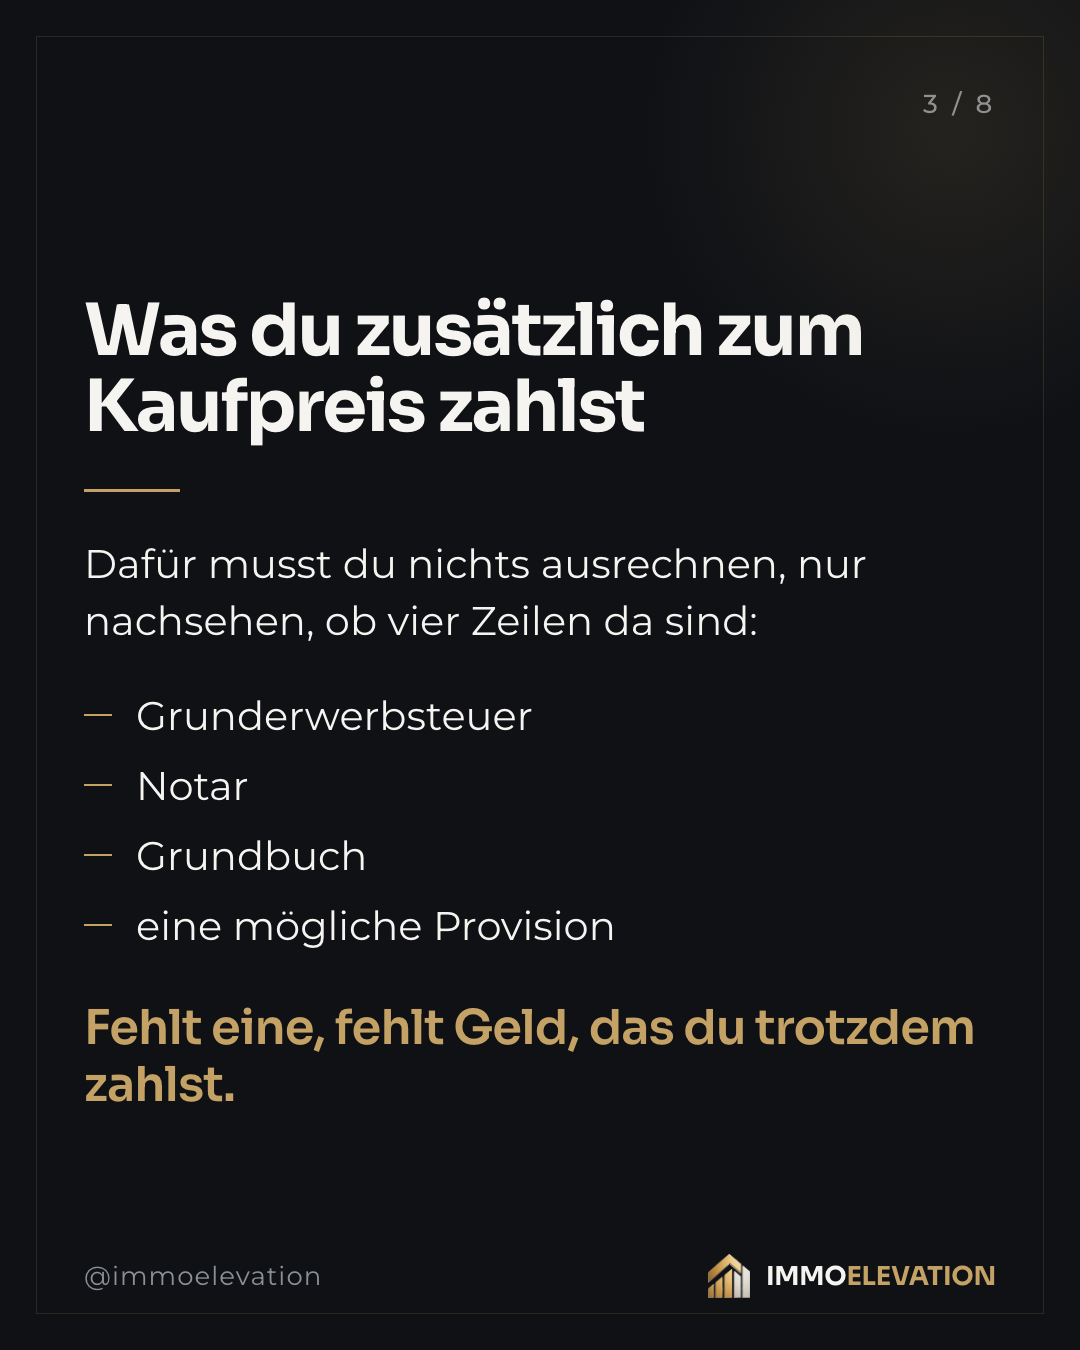 3 / 8
Was du zusätzlich zum
Kaufpreis zahlst
Dafür musst du nichts ausrechnen, nur
nachsehen, ob vier Zeilen da sind:
— Grunderwerbsteuer
— Notar
— Grundbuch
— eine mögliche Provision
Fehlt eine, fehlt Geld, das du trotzdem
zahlst.
@immoelevation
IMMOELEVATION